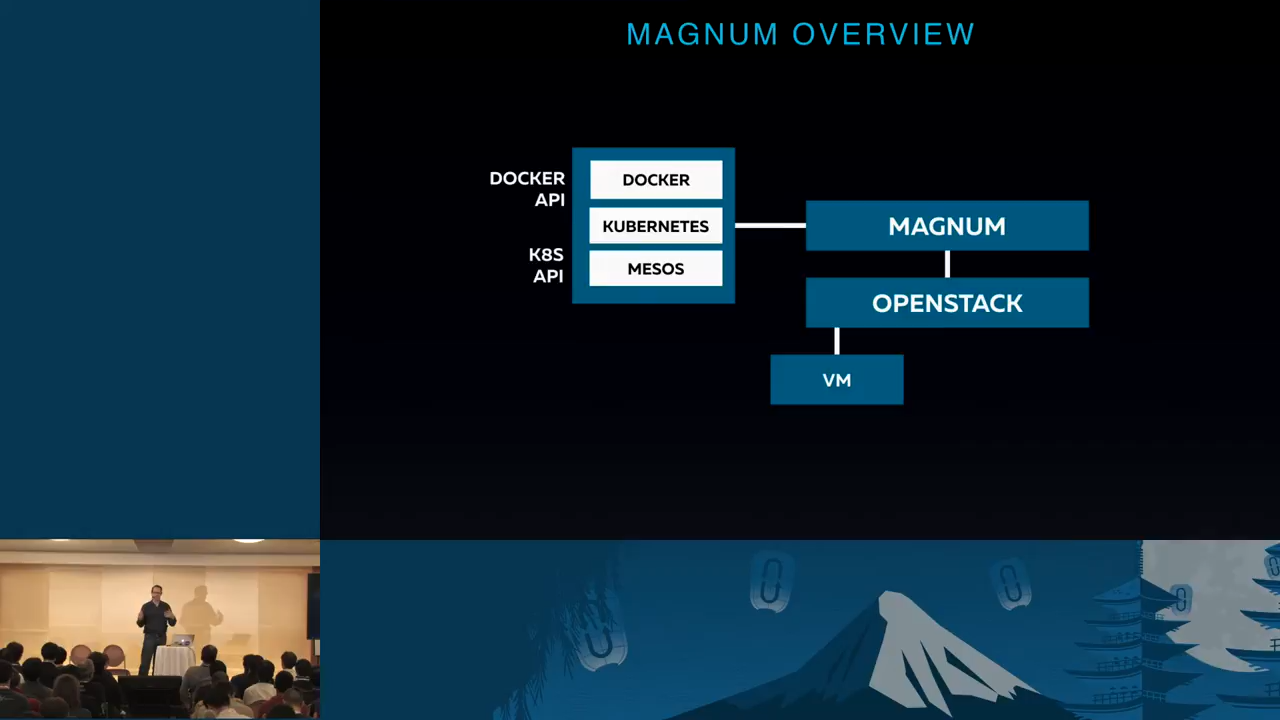 MAGNUM OVERVIEW
DOCKER
API
K8S
API
DOCKER
KUBERNETES
MESOS
MAGNUM
OPENSTACK
VM